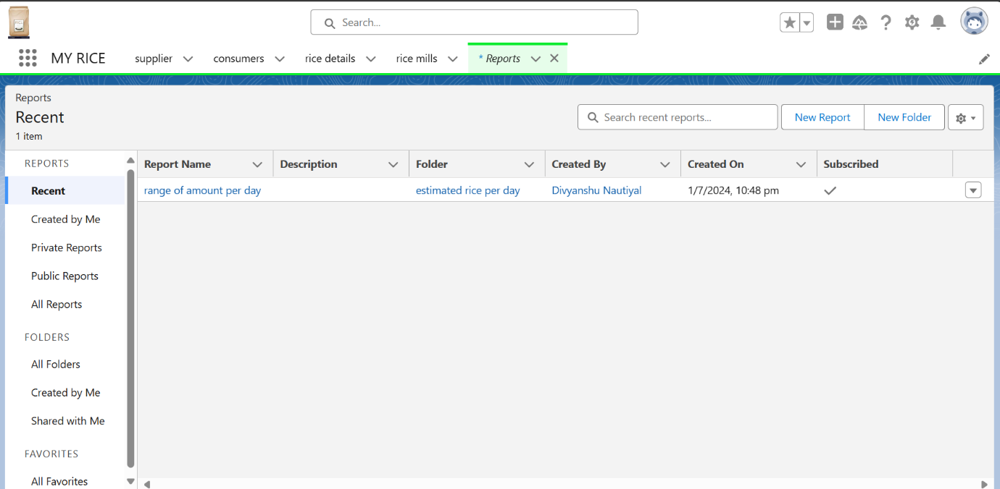 Search...
MY RICE
supplier
consumers
rice details
rice mills
* Reports
Reports
Recent
1 item
Search recent reports...
New Report
New Folder
REPORTS
Recent
Created by Me
Private Reports
Public Reports
All Reports
FOLDERS
All Folders
Created by Me
Shared with Me
FAVORITES
All Favorites
Report Name Description Folder Created By Created On Subscribed
range of amount per day estimated rice per day Divyanshu Nautiyal 1/7/2024, 10:48 pm